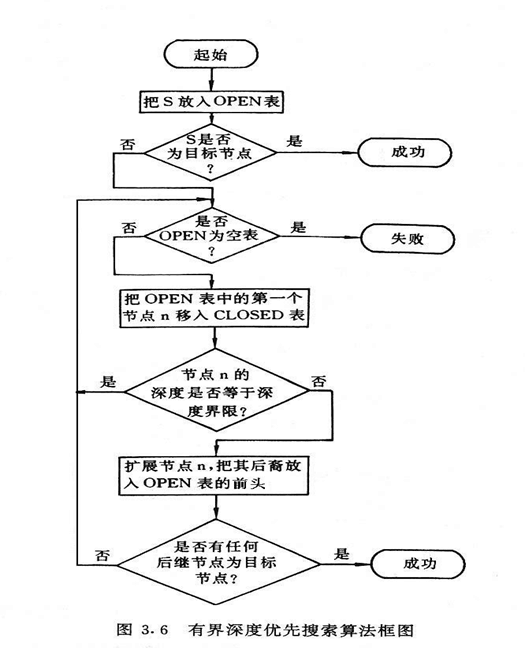 起始
把S放入OPEN表
S是否
为目标节点
?
否
是
成功
是否
OPEN为空表
?
否
是
失败
把OPEN表中的第一个
节点n移入CLOSED表
节点n的
深度是否等于深
度界限?
是
否
扩展节点n,把其后裔放
入OPEN表的前头
是否有任何
后继节点为目标
节点?
否
是
成功
图 3.6 有界深度优先搜索算法框图